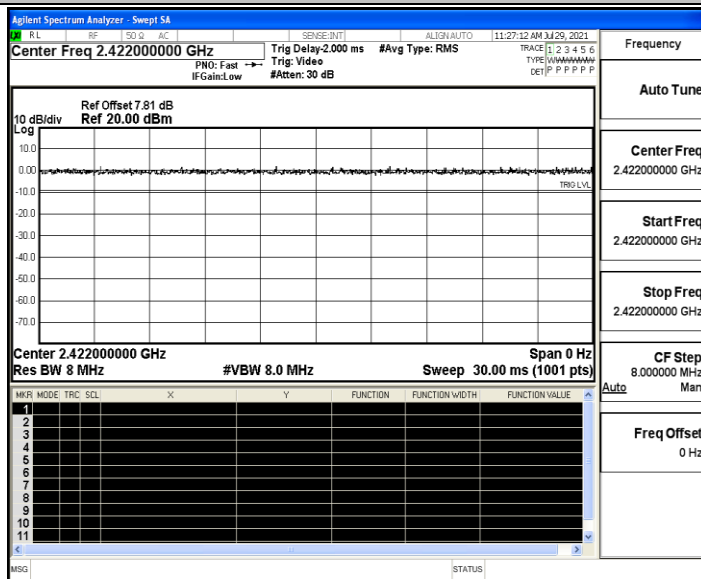 Agilent Spectrum Analyzer - Swept SA
RL RF 50 Ω AC SENSE:INT ALIGNAUTO 11:27:12 AM Jul 29, 2021
Center Freq 2.422000000 GHz
PNO: Fast
IFGain:Low
Trig Delay-2.000 ms
Trig: Video
#Atten: 30 dB
#Avg Type: RMS
TRACE 1 2 3 4 5 6
TYPE WWWWWW
DET P P P P P P
Ref Offset 7.81 dB
10 dB/div Ref 20.00 dBm
Log
10.0
0.00
TRIG LVL
-10.0
-20.0
-30.0
-40.0
-50.0
-60.0
-70.0
Center 2.422000000 GHz Span 0 Hz
Res BW 8 MHz #VBW 8.0 MHz Sweep 30.00 ms (1001 pts)
MKR MODE TRC SCL X Y FUNCTION FUNCTION WIDTH FUNCTION VALUE
1
2
3
4
5
6
7
8
9
10
11
MSG STATUS
Frequency
Auto Tune
Center Freq
2.422000000 GHz
Start Freq
2.422000000 GHz
Stop Freq
2.422000000 GHz
CF Step
8.000000 MHz
Auto Man
Freq Offset
0 Hz